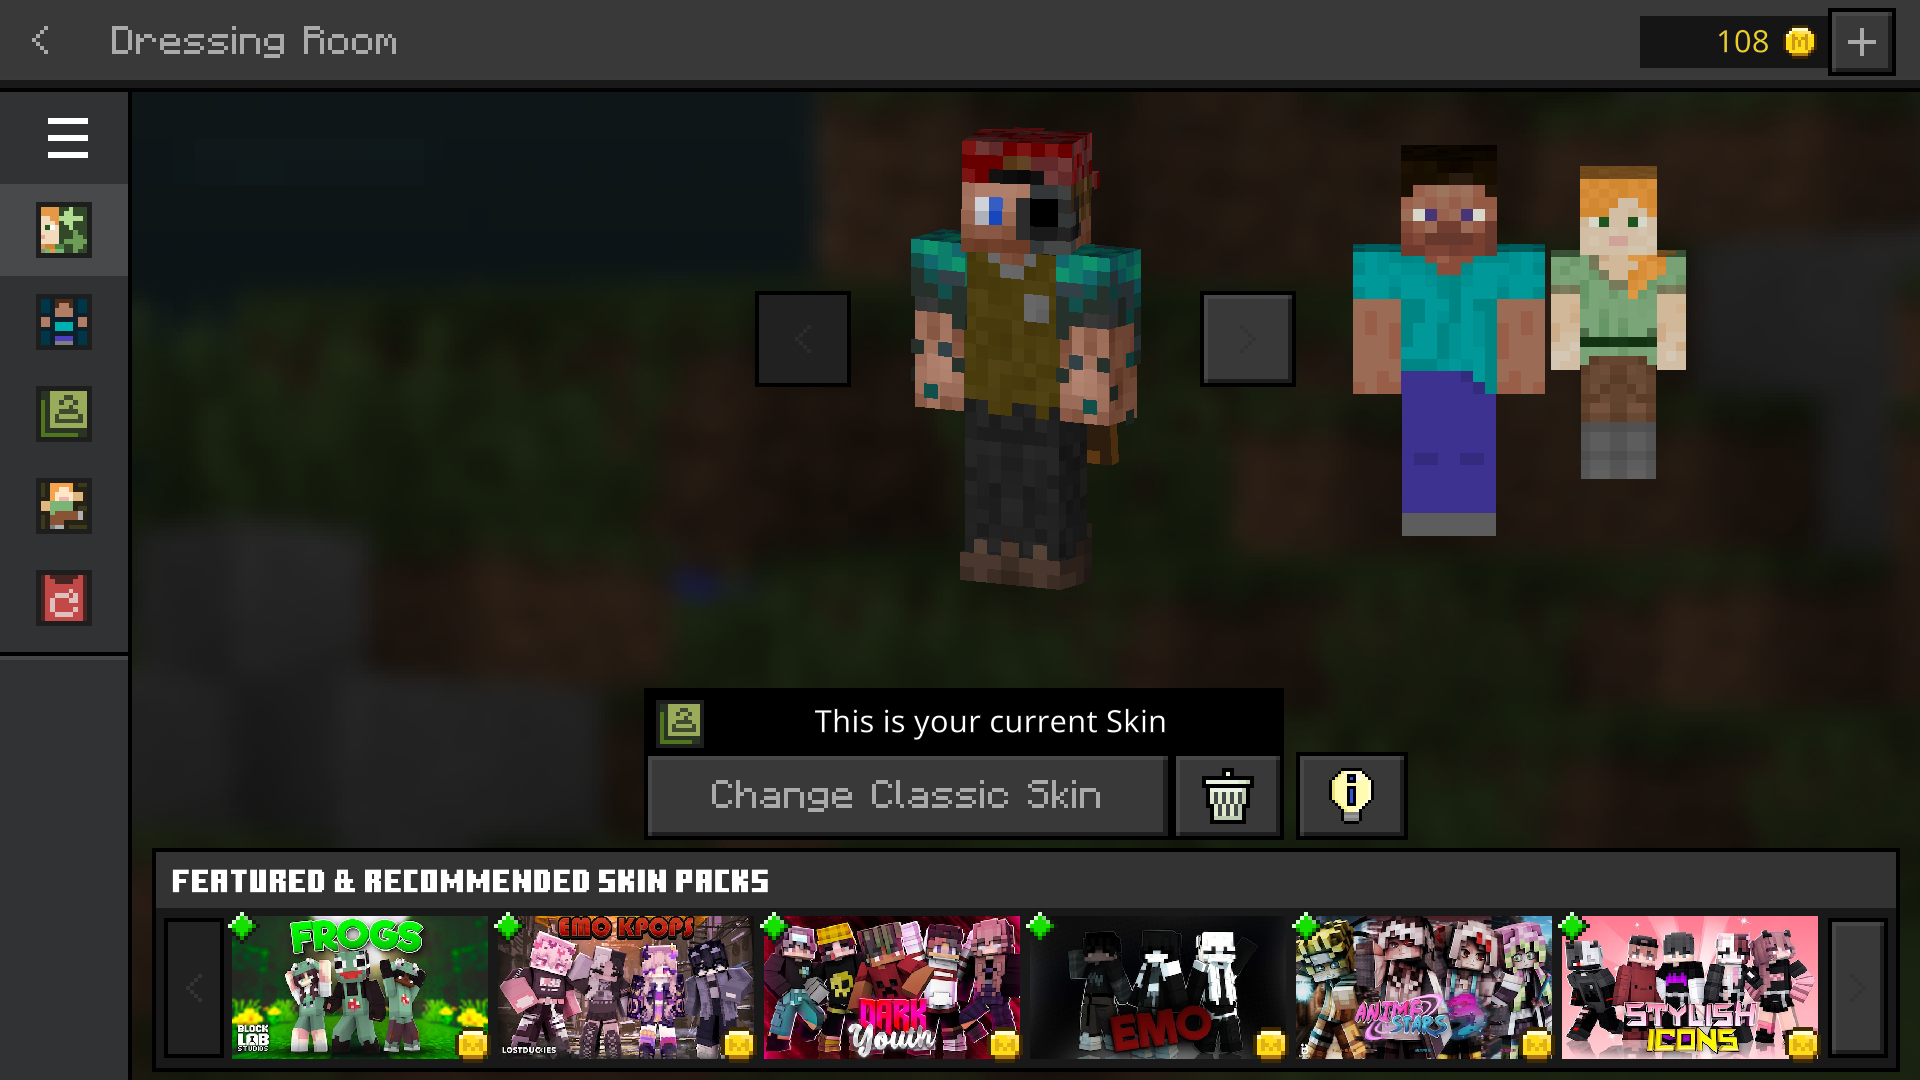 Dressing Room
108
This is your current Skin
Change Classic Skin
FEATURED & RECOMMENDED SKIN PACKS
FROGS
BLOCK
LAB
STUDIOS
EMO KPOPS
LOSTDUCKIES
DARK
Youth
EMO
ANIME
STARS
STYLISH
ICONS